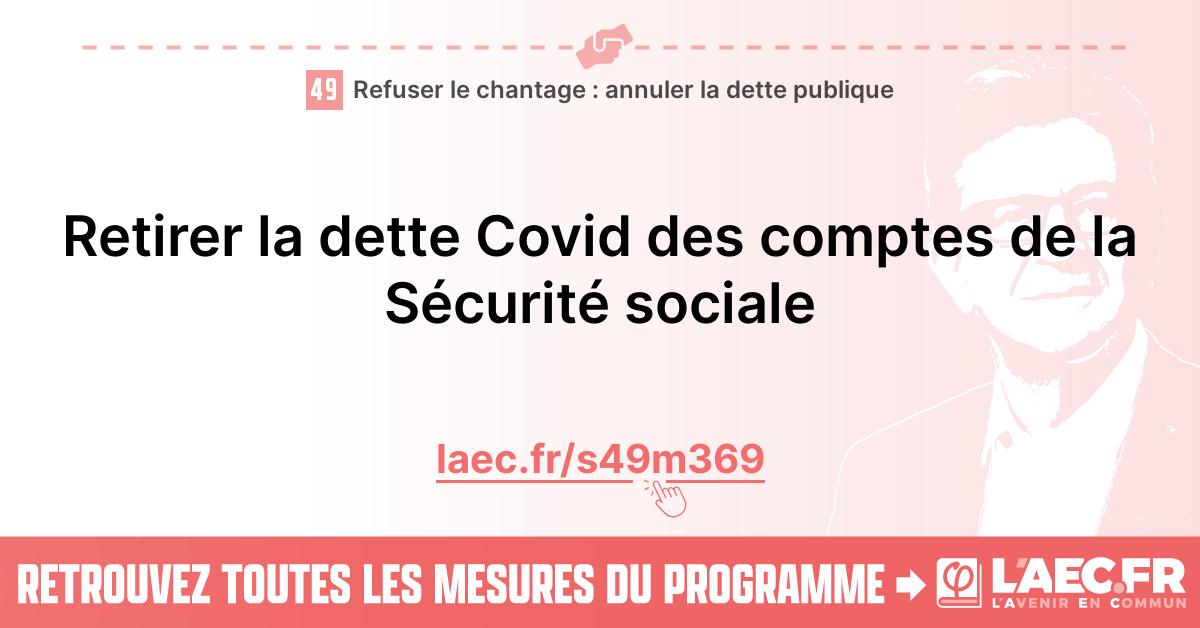 49 Refuser le chantage : annuler la dette publique
Retirer la dette Covid des comptes de la
Sécurité sociale
laec.fr/s49m369
RETROUVEZ TOUTES LES MESURES DU PROGRAMME
L'AEC.FR
L'AVENIR EN COMMUN